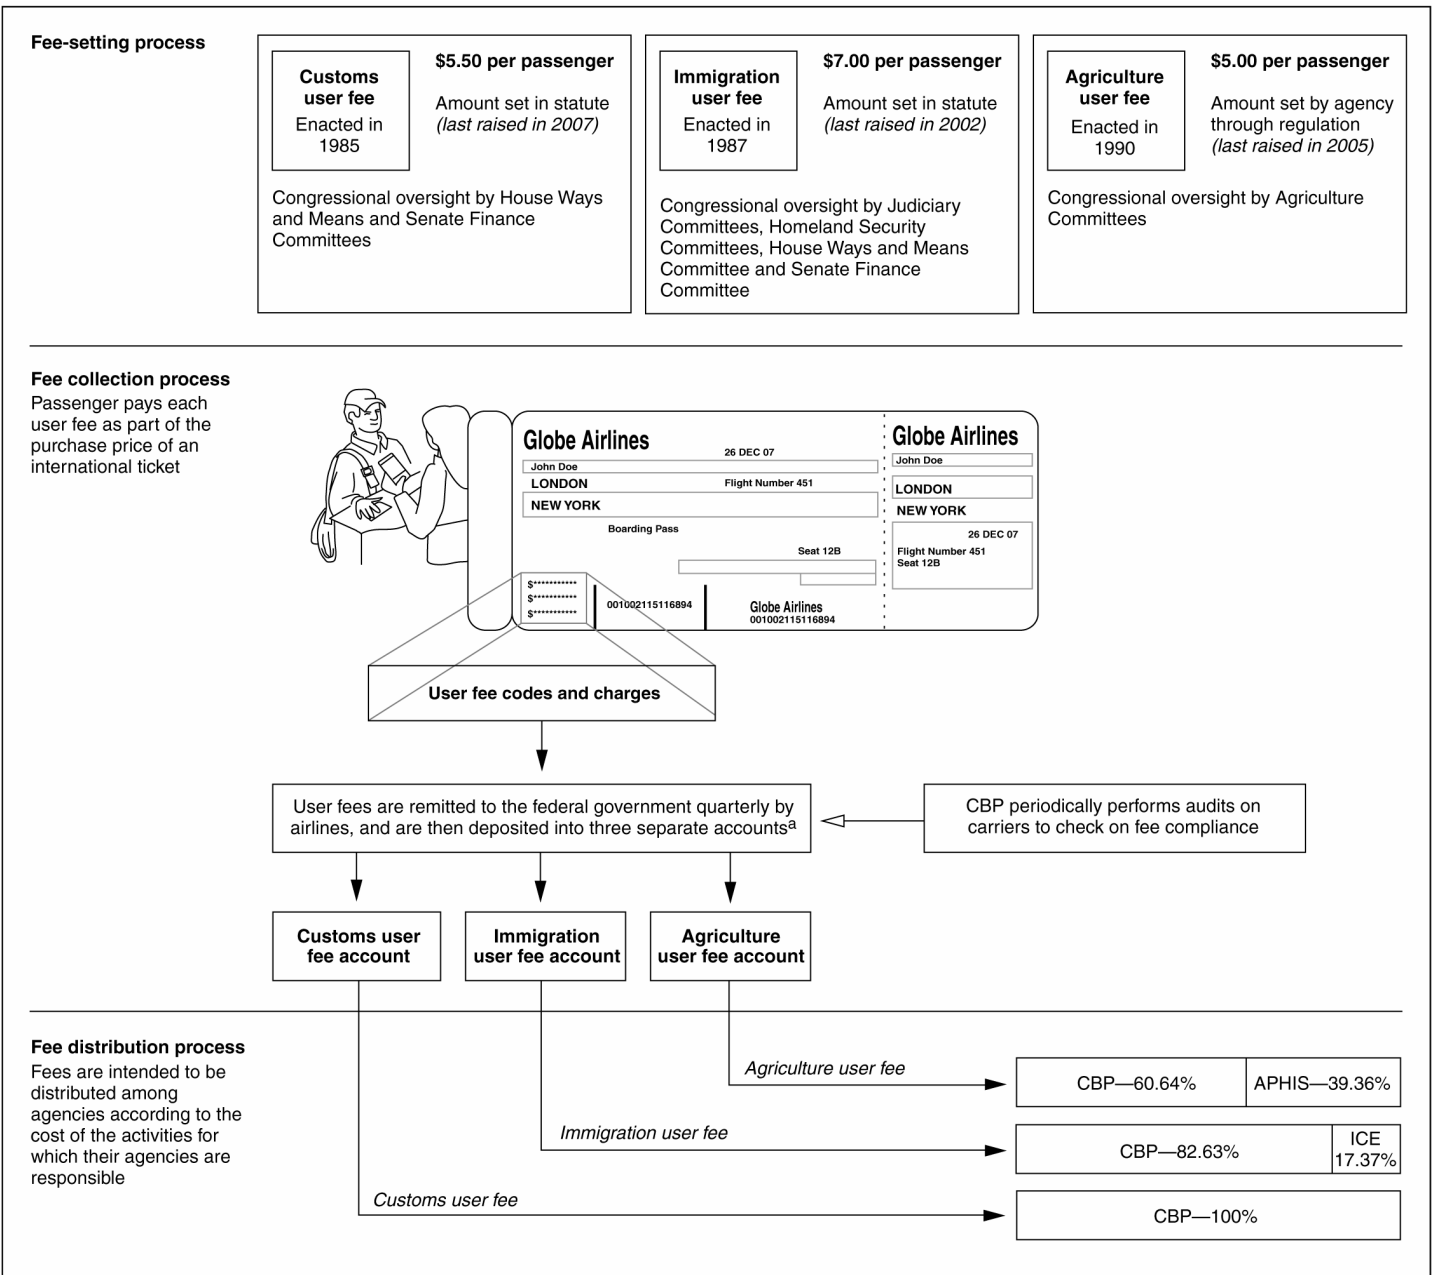 Fee-setting process
Customs
user fee
Enacted in
1985
$5.50 per passenger
Amount set in statute
(last raised in 2007)
Congressional oversight by House Ways
and Means and Senate Finance
Committees
Immigration
user fee
Enacted in
1987
$7.00 per passenger
Amount set in statute
(last raised in 2002)
Congressional oversight by Judiciary
Committees, Homeland Security
Committees, House Ways and Means
Committee and Senate Finance
Committee
Agriculture
user fee
Enacted in
1990
$5.00 per passenger
Amount set by agency
through regulation
(last raised in 2005)
Congressional oversight by Agriculture
Committees
Fee collection process
Passenger pays each
user fee as part of the
purchase price of an
international ticket
Globe Airlines
26 DEC 07
John Doe
LONDON
Flight Number 451
NEW YORK
Boarding Pass
Seat 12B
$***********
$***********
$***********
001002115116894
Globe Airlines
001002115116894
Globe Airlines
John Doe
LONDON
NEW YORK
26 DEC 07
Flight Number 451
Seat 12B
User fee codes and charges
User fees are remitted to the federal government quarterly by
airlines, and are then deposited into three separate accountsa
CBP periodically performs audits on
carriers to check on fee compliance
Customs user
fee account
Immigration
user fee account
Agriculture
user fee account
Fee distribution process
Fees are intended to be
distributed among
agencies according to the
cost of the activities for
which their agencies are
responsible
Agriculture user fee
CBP—60.64%
APHIS—39.36%
Immigration user fee
CBP—82.63%
ICE
17.37%
Customs user fee
CBP—100%